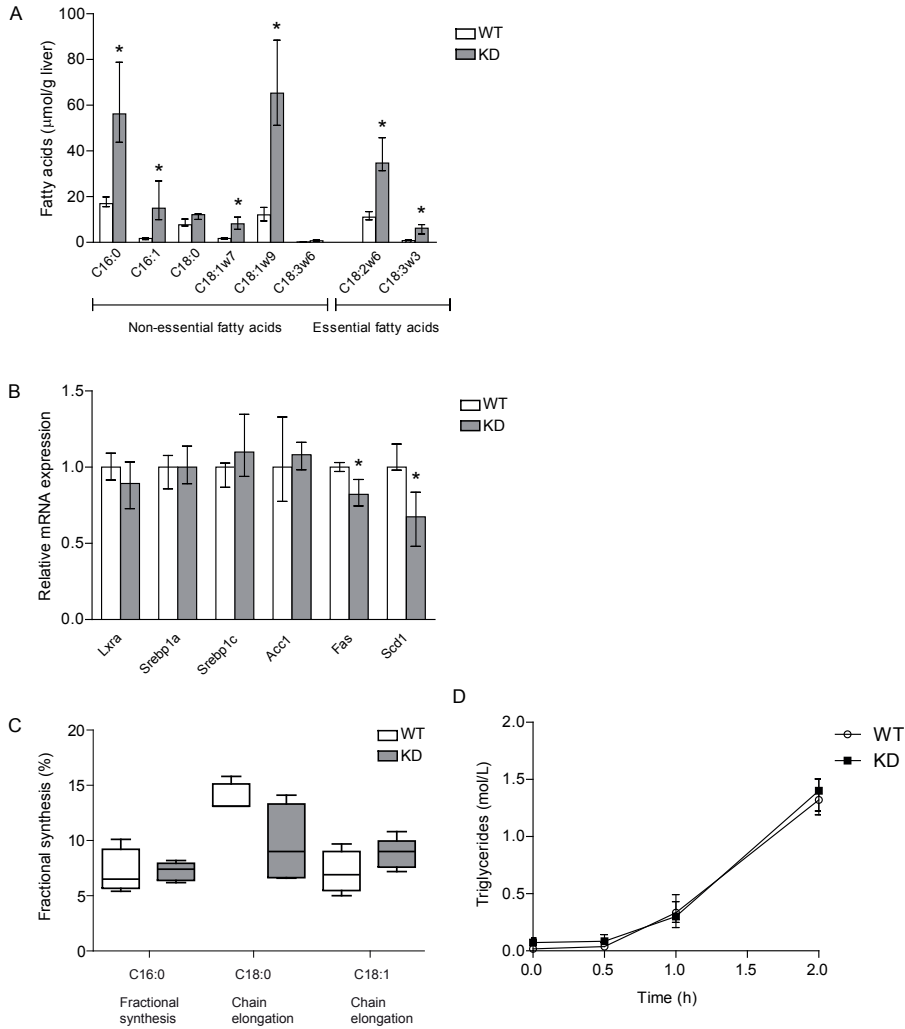 A
WT
KD
Fatty acids (μmol/g liver)
100
80
60
40
20
0
* * * * * *
C16:0 C16:1 C18:0 C18:1w7 C18:1w9 C18:3w6 C18:2w6 C18:3w3
Non-essential fatty acids Essential fatty acids
B
WT
KD
Relative mRNA expression
1.5
1.0
0.5
0.0
* *
Lxra Srebp1a Srebp1c Acc1 Fas Scd1
C
WT
KD
Fractional synthesis (%)
20
15
10
5
0
C16:0 C18:0 C18:1
Fractional Chain Chain
synthesis elongation elongation
D
WT
KD
Triglycerides (mol/L)
2.0
1.5
1.0
0.5
0.0
0.0 0.5 1.0 1.5 2.0
Time (h)